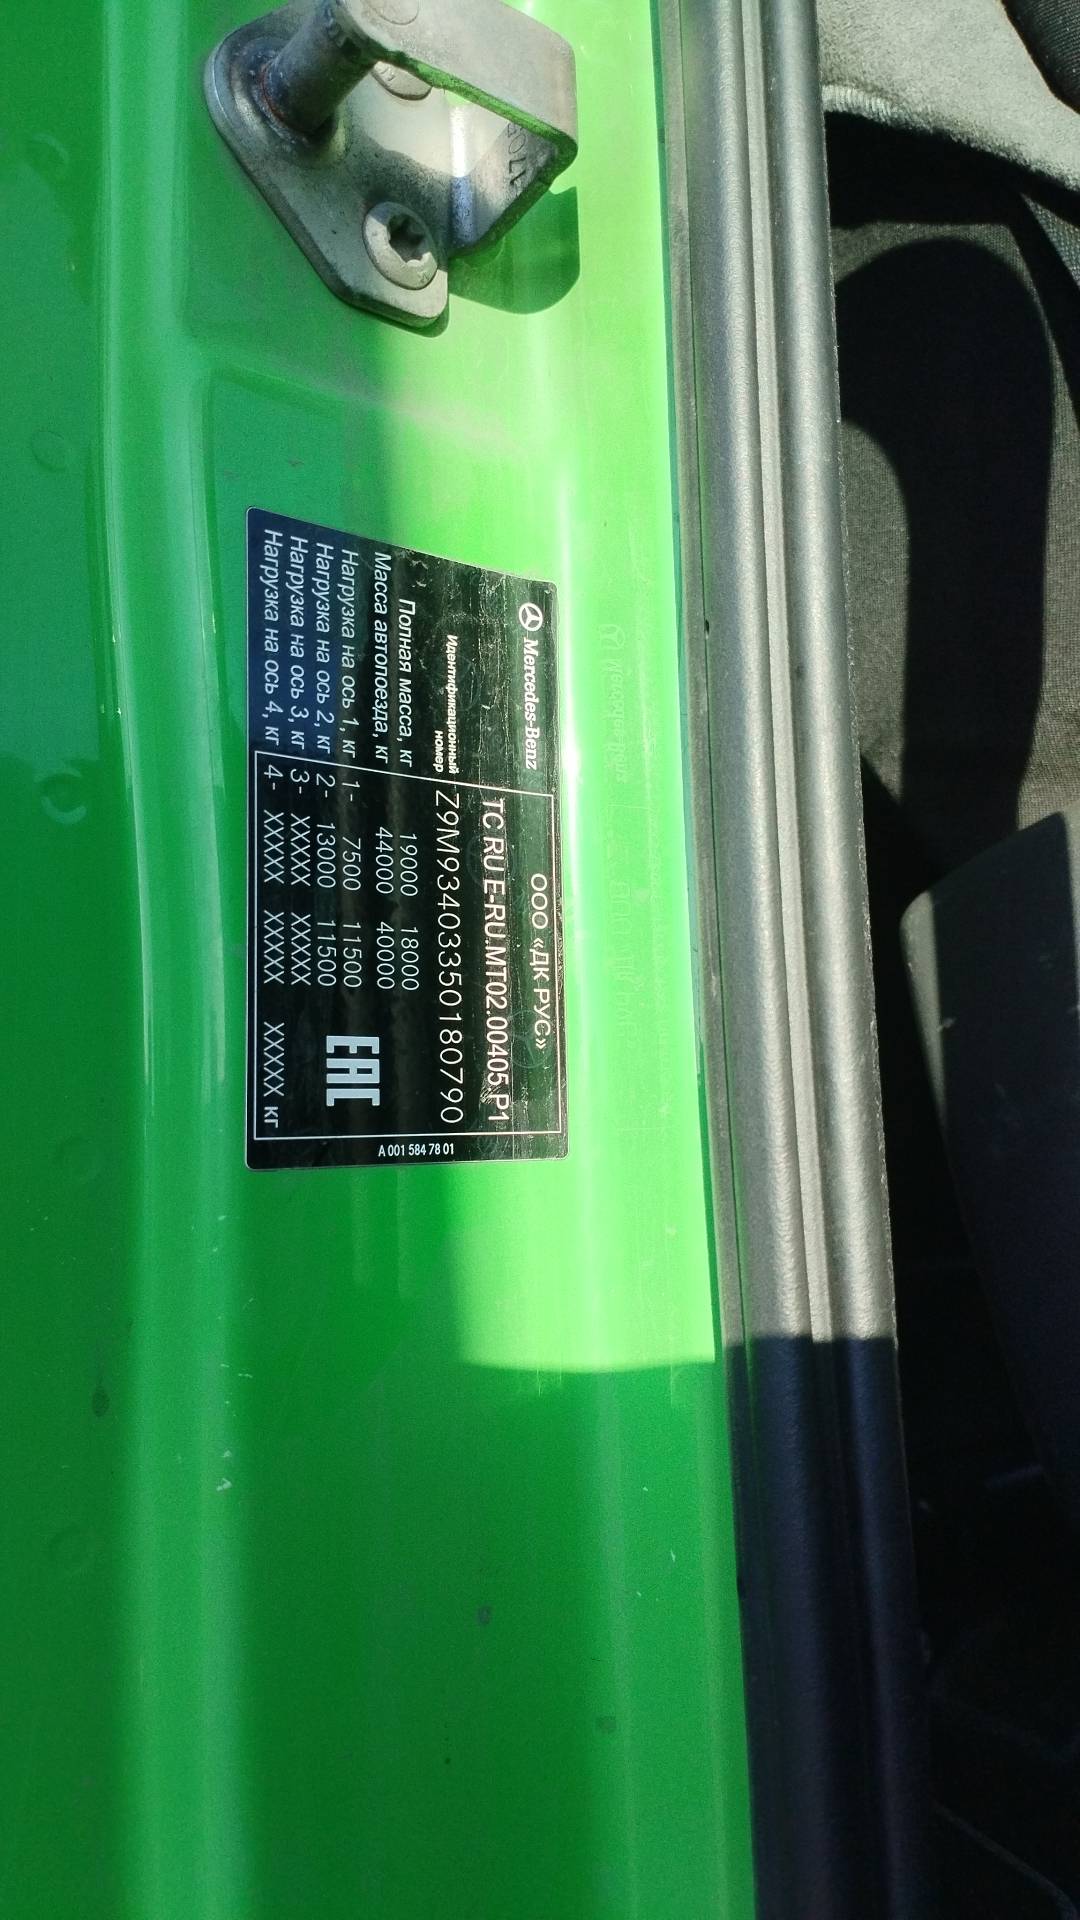 Mercedes-Benz
ООО «ДК РУС»
TC RU E-RU.MT02.00405.P1
Идентификационный
номер
Z9M93403350180790
Полная масса, кг 19000 18000
Масса автопоезда, кг 44000 40000
Нагрузка на ось 1, кг 1- 7500 11500
Нагрузка на ось 2, кг 2- 13000 11500
Нагрузка на ось 3, кг 3- XXXXX XXXXX
Нагрузка на ось 4, кг 4- XXXXX XXXXX XXXXX кг
EAC
A 001 584 78 01